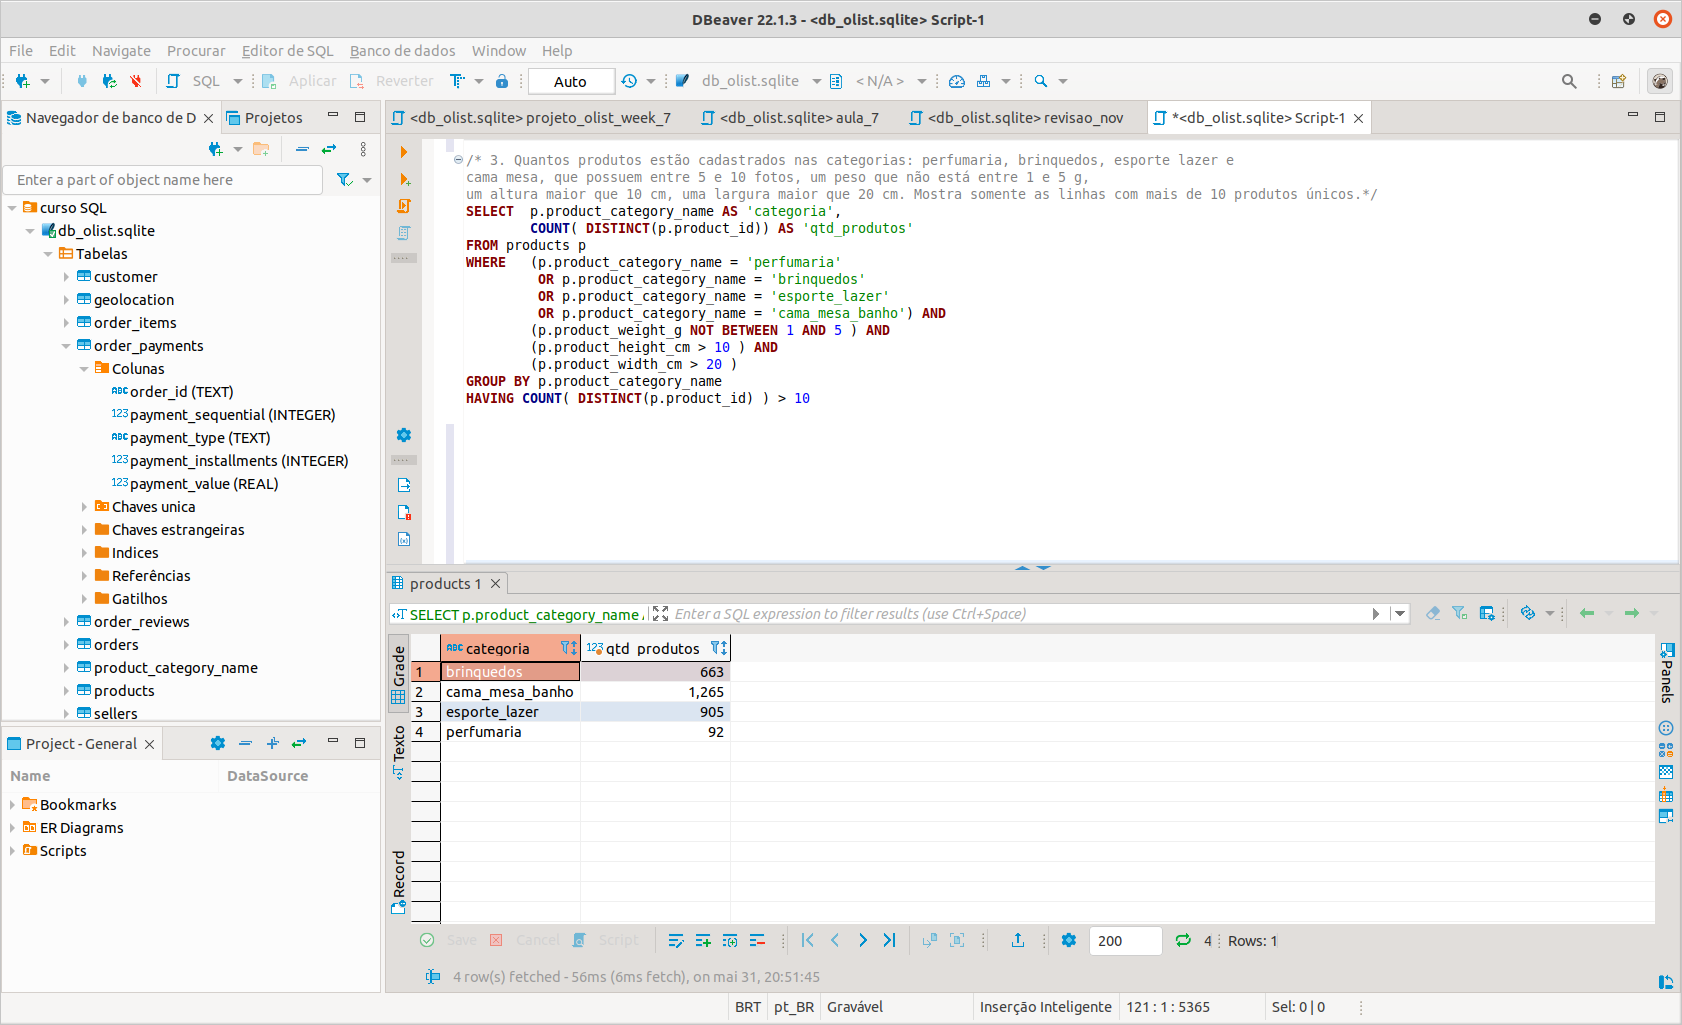 DBeaver 22.1.3 - <db_olist.sqlite> Script-1
File Edit Navigate Procurar Editor de SQL Banco de dados Window Help
SQL Aplicar Reverter Auto db_olist.sqlite < N/A >
Navegador de banco de D Projetos
<db_olist.sqlite> projeto_olist_week_7 <db_olist.sqlite> aula_7 <db_olist.sqlite> revisao_nov *<db_olist.sqlite> Script-1
Enter a part of object name here
curso SQL
db_olist.sqlite
Tabelas
customer
geolocation
order_items
order_payments
Colunas
ABC order_id (TEXT)
123 payment_sequential (INTEGER)
ABC payment_type (TEXT)
123 payment_installments (INTEGER)
123 payment_value (REAL)
Chaves unica
Chaves estrangeiras
Indices
Referências
Gatilhos
order_reviews
orders
product_category_name
products
sellers
Project - General
Name DataSource
Bookmarks
ER Diagrams
Scripts
/* 3. Quantos produtos estão cadastrados nas categorias: perfumaria, brinquedos, esporte lazer e
cama mesa, que possuem entre 5 e 10 fotos, um peso que não está entre 1 e 5 g,
um altura maior que 10 cm, uma largura maior que 20 cm. Mostra somente as linhas com mais de 10 produtos únicos.*/
SELECT p.product_category_name AS 'categoria',
COUNT( DISTINCT(p.product_id)) AS 'qtd_produtos'
FROM products p
WHERE (p.product_category_name = 'perfumaria'
OR p.product_category_name = 'brinquedos'
OR p.product_category_name = 'esporte_lazer'
OR p.product_category_name = 'cama_mesa_banho') AND
(p.product_weight_g NOT BETWEEN 1 AND 5 ) AND
(p.product_height_cm > 10 ) AND
(p.product_width_cm > 20 )
GROUP BY p.product_category_name
HAVING COUNT( DISTINCT(p.product_id) ) > 10
products 1
SELECT p.product_category_name Enter a SQL expression to filter results (use Ctrl+Space)
Grade
Texto
Record
ABC categoria 123 qtd_produtos
1 brinquedos 663
2 cama_mesa_banho 1,265
3 esporte_lazer 905
4 perfumaria 92
Panels
Save Cancel Script 200 4 Rows: 1
4 row(s) fetched - 56ms (6ms fetch), on mai 31, 20:51:45
BRT pt_BR Gravável Inserção Inteligente 121 : 1 : 5365 Sel: 0 | 0